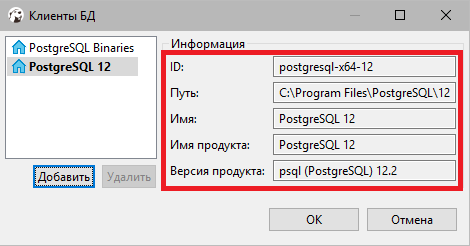 Клиенты БД
PostgreSQL Binaries
PostgreSQL 12
Добавить
Удалить
Информация
ID: postgresql-x64-12
Путь: C:\Program Files\PostgreSQL\12
Имя: PostgreSQL 12
Имя продукта: PostgreSQL 12
Версия продукта: psql (PostgreSQL) 12.2
OK
Отмена